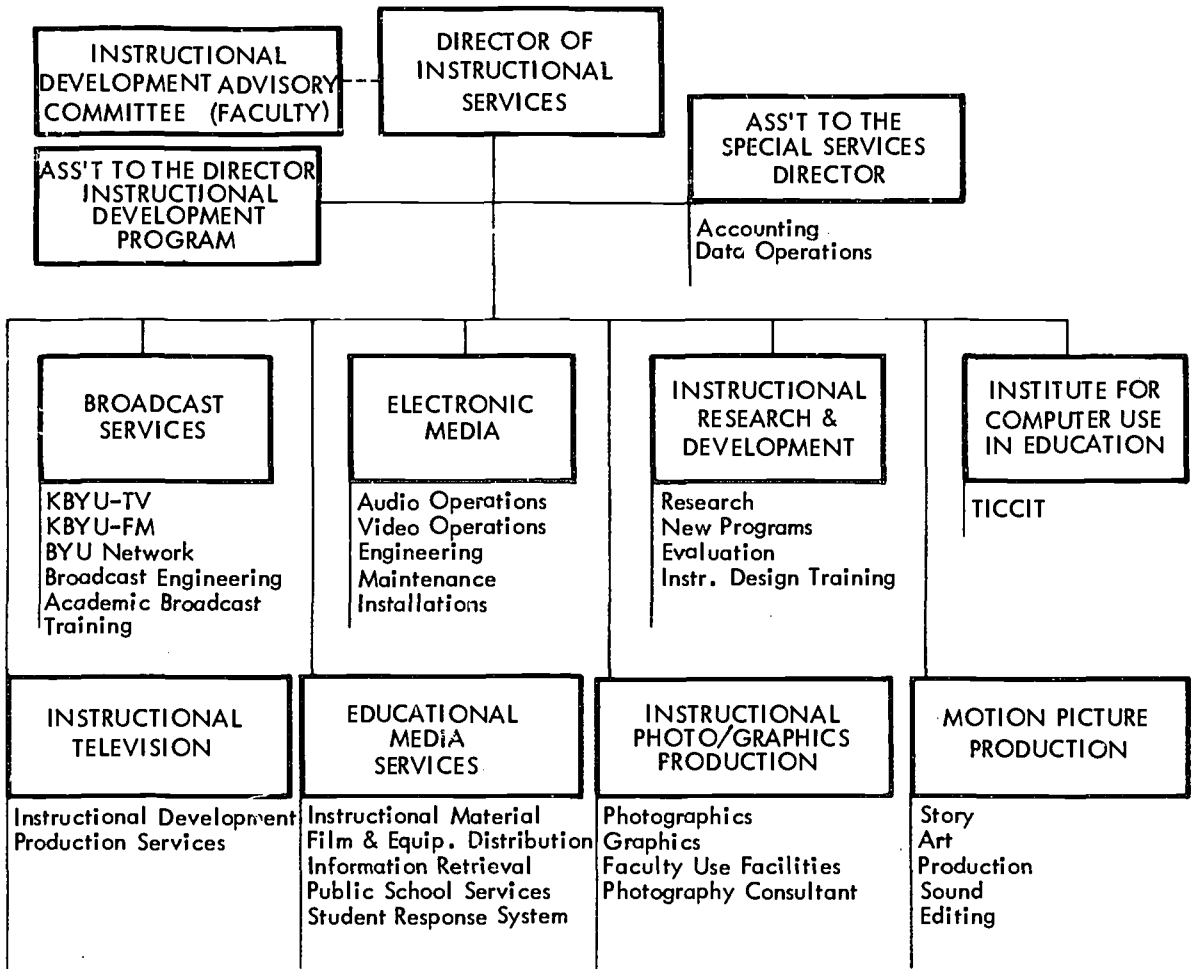 INSTRUCTIONAL
DEVELOPMENT ADVISORY
COMMITTEE (FACULTY)
DIRECTOR OF
INSTRUCTIONAL
SERVICES
ASS'T TO THE DIRECTOR
INSTRUCTIONAL
DEVELOPMENT
PROGRAM
ASS'T TO THE
SPECIAL SERVICES
DIRECTOR
Accounting
Data Operations
BROADCAST
SERVICES
KBYU-TV
KBYU-FM
BYU Network
Broadcast Engineering
Academic Broadcast
Training
ELECTRONIC
MEDIA
Audio Operations
Video Operations
Engineering
Maintenance
Installations
INSTRUCTIONAL
RESEARCH &
DEVELOPMENT
Research
New Programs
Evaluation
Instr. Design Training
INSTITUTE FOR
COMPUTER USE
IN EDUCATION
TICCIT
INSTRUCTIONAL
TELEVISION
Instructional Development
Production Services
EDUCATIONAL
MEDIA
SERVICES
Instructional Material
Film & Equip. Distribution
Information Retrieval
Public School Services
Student Response System
INSTRUCTIONAL
PHOTO/GRAPHICS
PRODUCTION
Photographics
Graphics
Faculty Use Facilities
Photography Consultant
MOTION PICTURE
PRODUCTION
Story
Art
Production
Sound
Editing